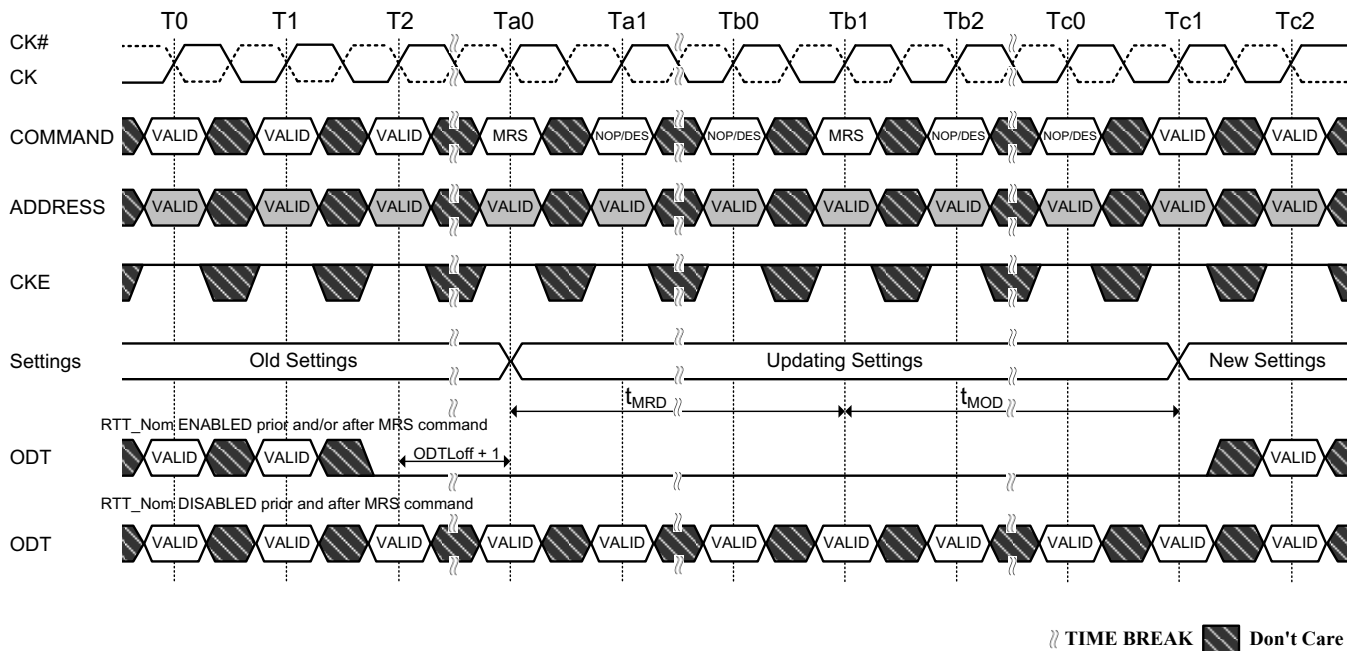 T0 T1 T2 Ta0 Ta1 Tb0 Tb1 Tb2 Tc0 Tc1 Tc2
CK#
CK
COMMAND VALID VALID VALID MRS NOP/DES NOP/DES MRS NOP/DES NOP/DES VALID VALID
ADDRESS VALID VALID VALID VALID VALID VALID VALID VALID VALID VALID VALID
CKE
Settings Old Settings Updating Settings New Settings
tMRD tMOD
RTT_Nom ENABLED prior and/or after MRS command
ODT VALID VALID ODTLoff + 1 VALID
RTT_Nom DISABLED prior and after MRS command
ODT VALID VALID VALID VALID VALID VALID VALID VALID VALID VALID VALID
TIME BREAK Don't Care